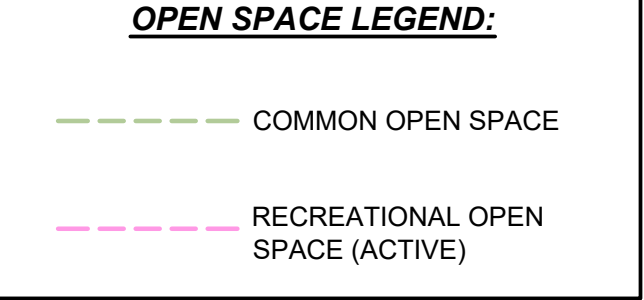 OPEN SPACE LEGEND:
COMMON OPEN SPACE
RECREATIONAL OPEN
SPACE (ACTIVE)